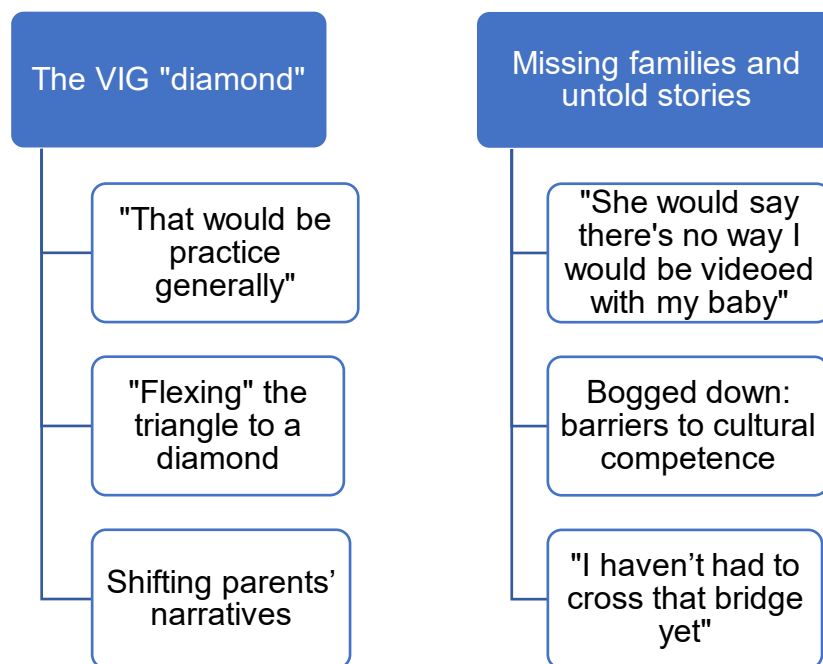 The VIG "diamond"
"That would be
practice
generally"
"Flexing" the
triangle to a
diamond
Shifting parents’
narratives
Missing families and
untold stories
"She would say
there's no way I
would be videoed
with my baby"
Bogged down:
barriers to cultural
competence
"I haven’t had to
cross that bridge
yet"